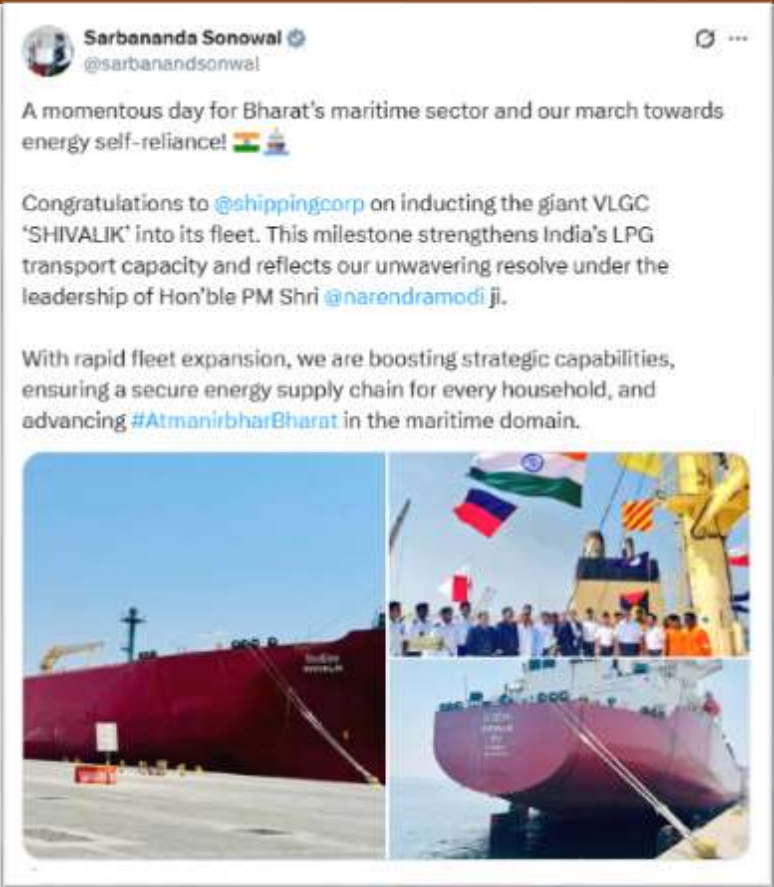 Sarbananda Sonowal
@sarbanandsonwal
A momentous day for Bharat's maritime sector and our march towards
energy self-reliance! 🇮🇳🚢
Congratulations to @shippingcorp on inducting the giant VLGC
‘SHIVALIK’ into its fleet. This milestone strengthens India's LPG
transport capacity and reflects our unwavering resolve under the
leadership of Hon'ble PM Shri @narendramodi ji.
With rapid fleet expansion, we are boosting strategic capabilities,
ensuring a secure energy supply chain for every household, and
advancing #AtmanirbharBharat in the maritime domain.